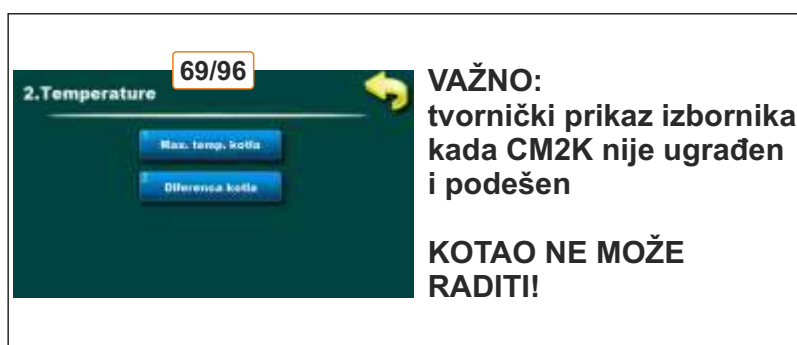 69/96
2.Temperature
Max. temp. kotla
Diferenca kotla
VAŽNO:
tvornički prikaz izbornika
kada CM2K nije ugrađen
i podešen
KOTAO NE MOŽE
RADITI!